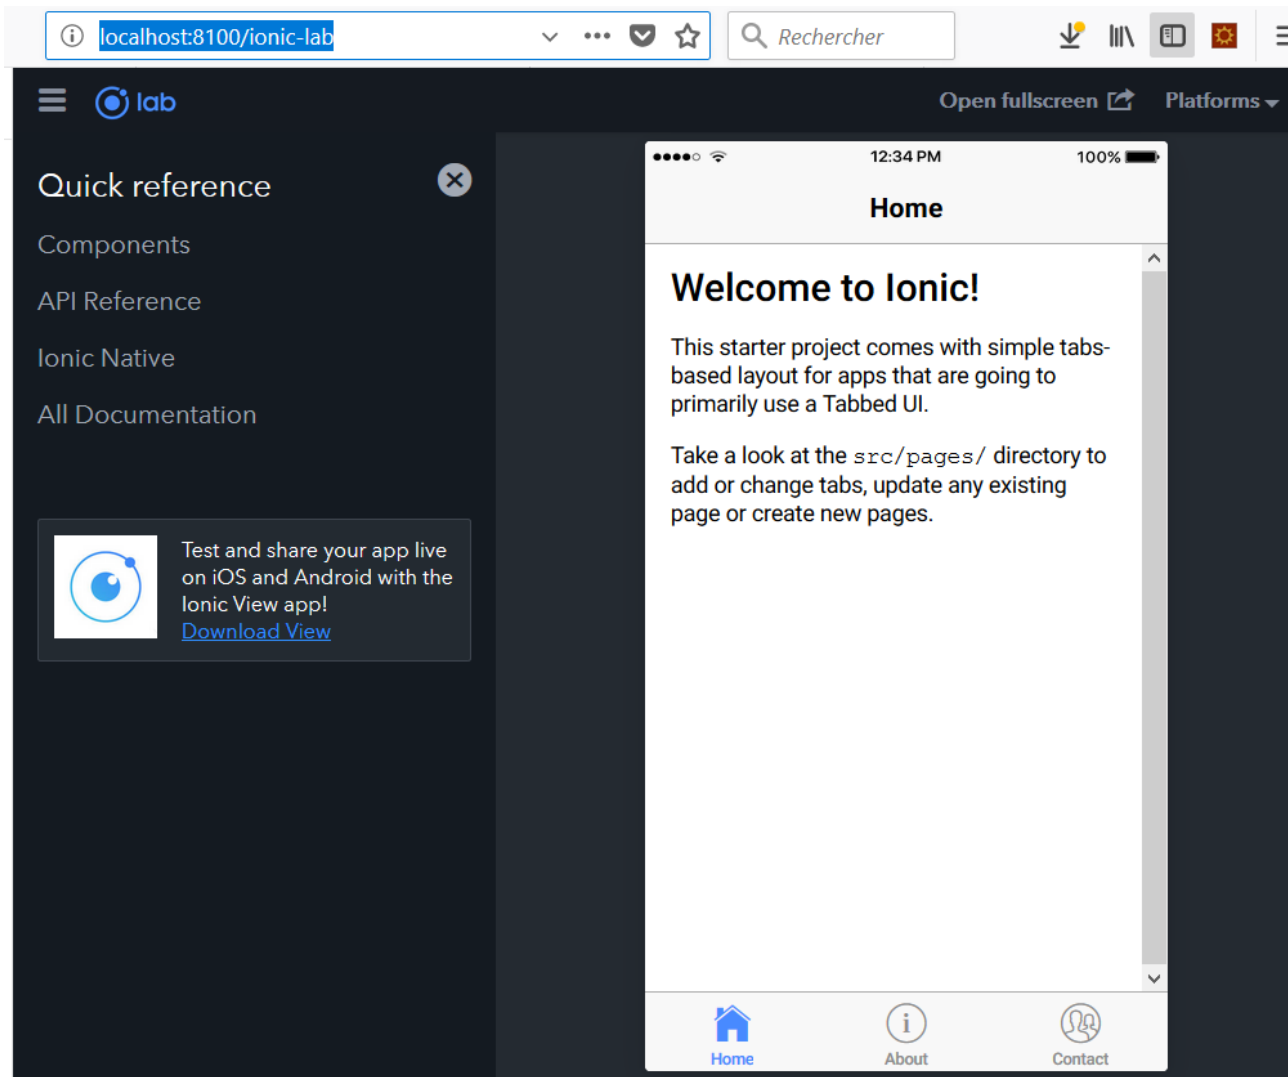 localhost:8100/ionic-lab
Rechercher
lab
Open fullscreen
Platforms
Quick reference
Components
API Reference
Ionic Native
All Documentation
Test and share your app live
on iOS and Android with the
Ionic View app!
Download View
12:34 PM
100%
Home
Welcome to Ionic!
This starter project comes with simple tabs-
based layout for apps that are going to
primarily use a Tabbed UI.
Take a look at the src/pages/ directory to
add or change tabs, update any existing
page or create new pages.
Home
About
Contact